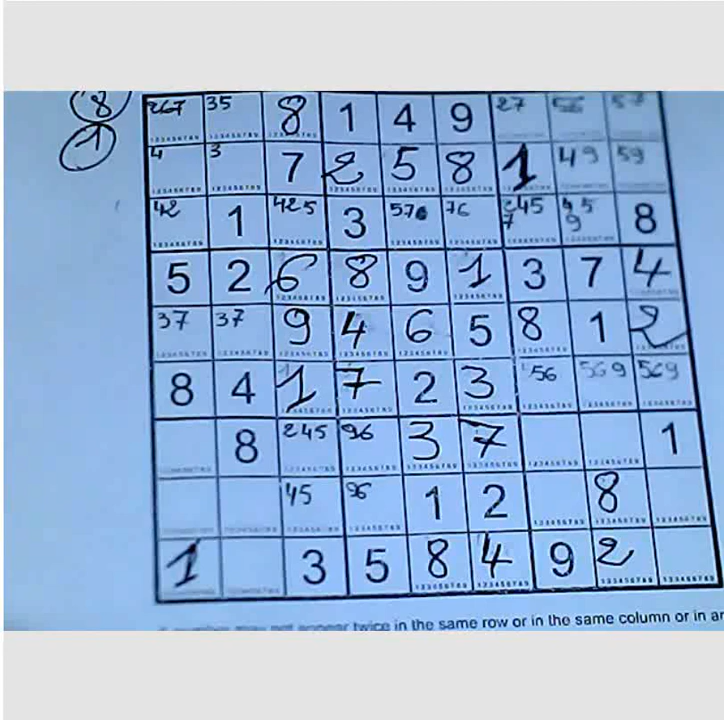 8
267 35 8 1 4 9 27 56 57
1
4 3 7 2 5 8 1 49 59
42 1 425 3 576 76 2457 459 8
5 2 6 8 9 1 3 7 4
37 37 9 4 6 5 8 1 2
8 4 1 7 2 3 56 569 569
8 245 96 3 7 1
45 96 1 2 8
1 3 5 8 4 9 2
may not appear twice in the same row or in the same column or in